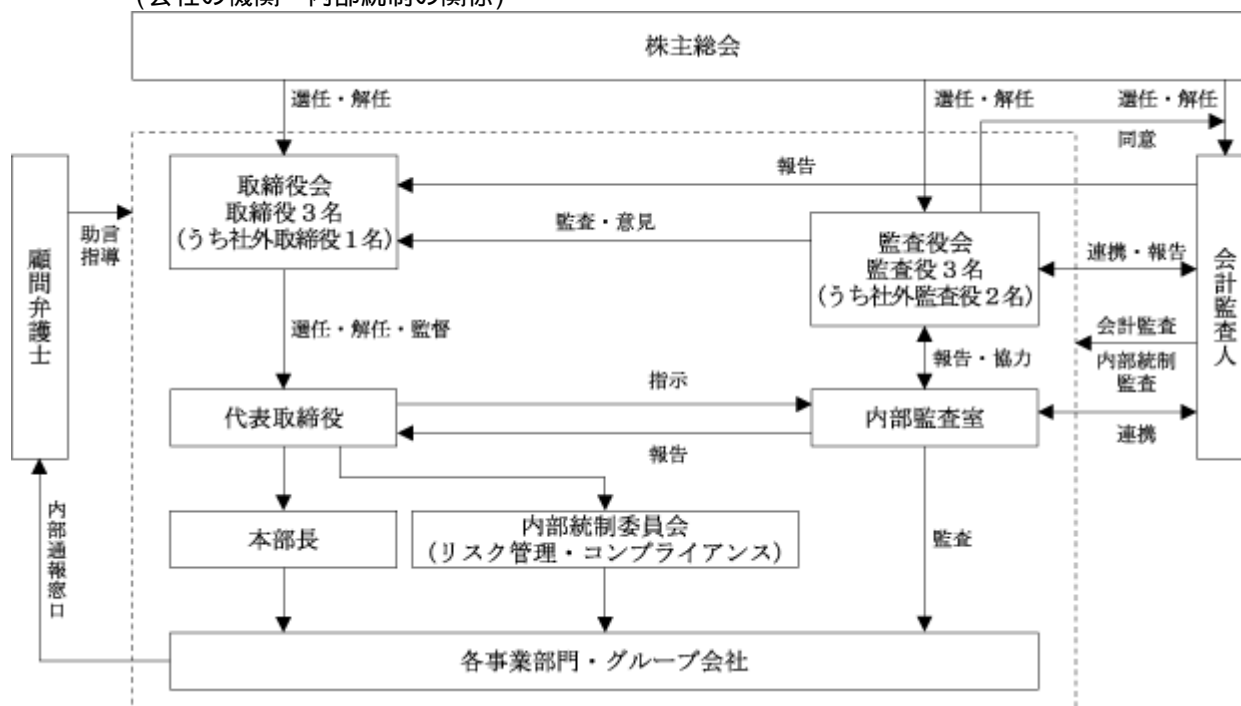 (会社の機関・内部統制の関係)
株主総会
選任・解任
選任・解任
選任・解任
同意
報告
取締役会
取締役3名
(うち社外取締役1名)
監査・意見
監査役会
監査役3名
(うち社外監査役2名)
連携・報告
助言
指導
顧問弁護士
会計監査人
会計監査
内部統制
監査
選任・解任・監督
報告・協力
指示
代表取締役
内部監査室
報告
連携
本部長
内部統制委員会
(リスク管理・コンプライアンス)
監査
内部通報窓口
各事業部門・グループ会社